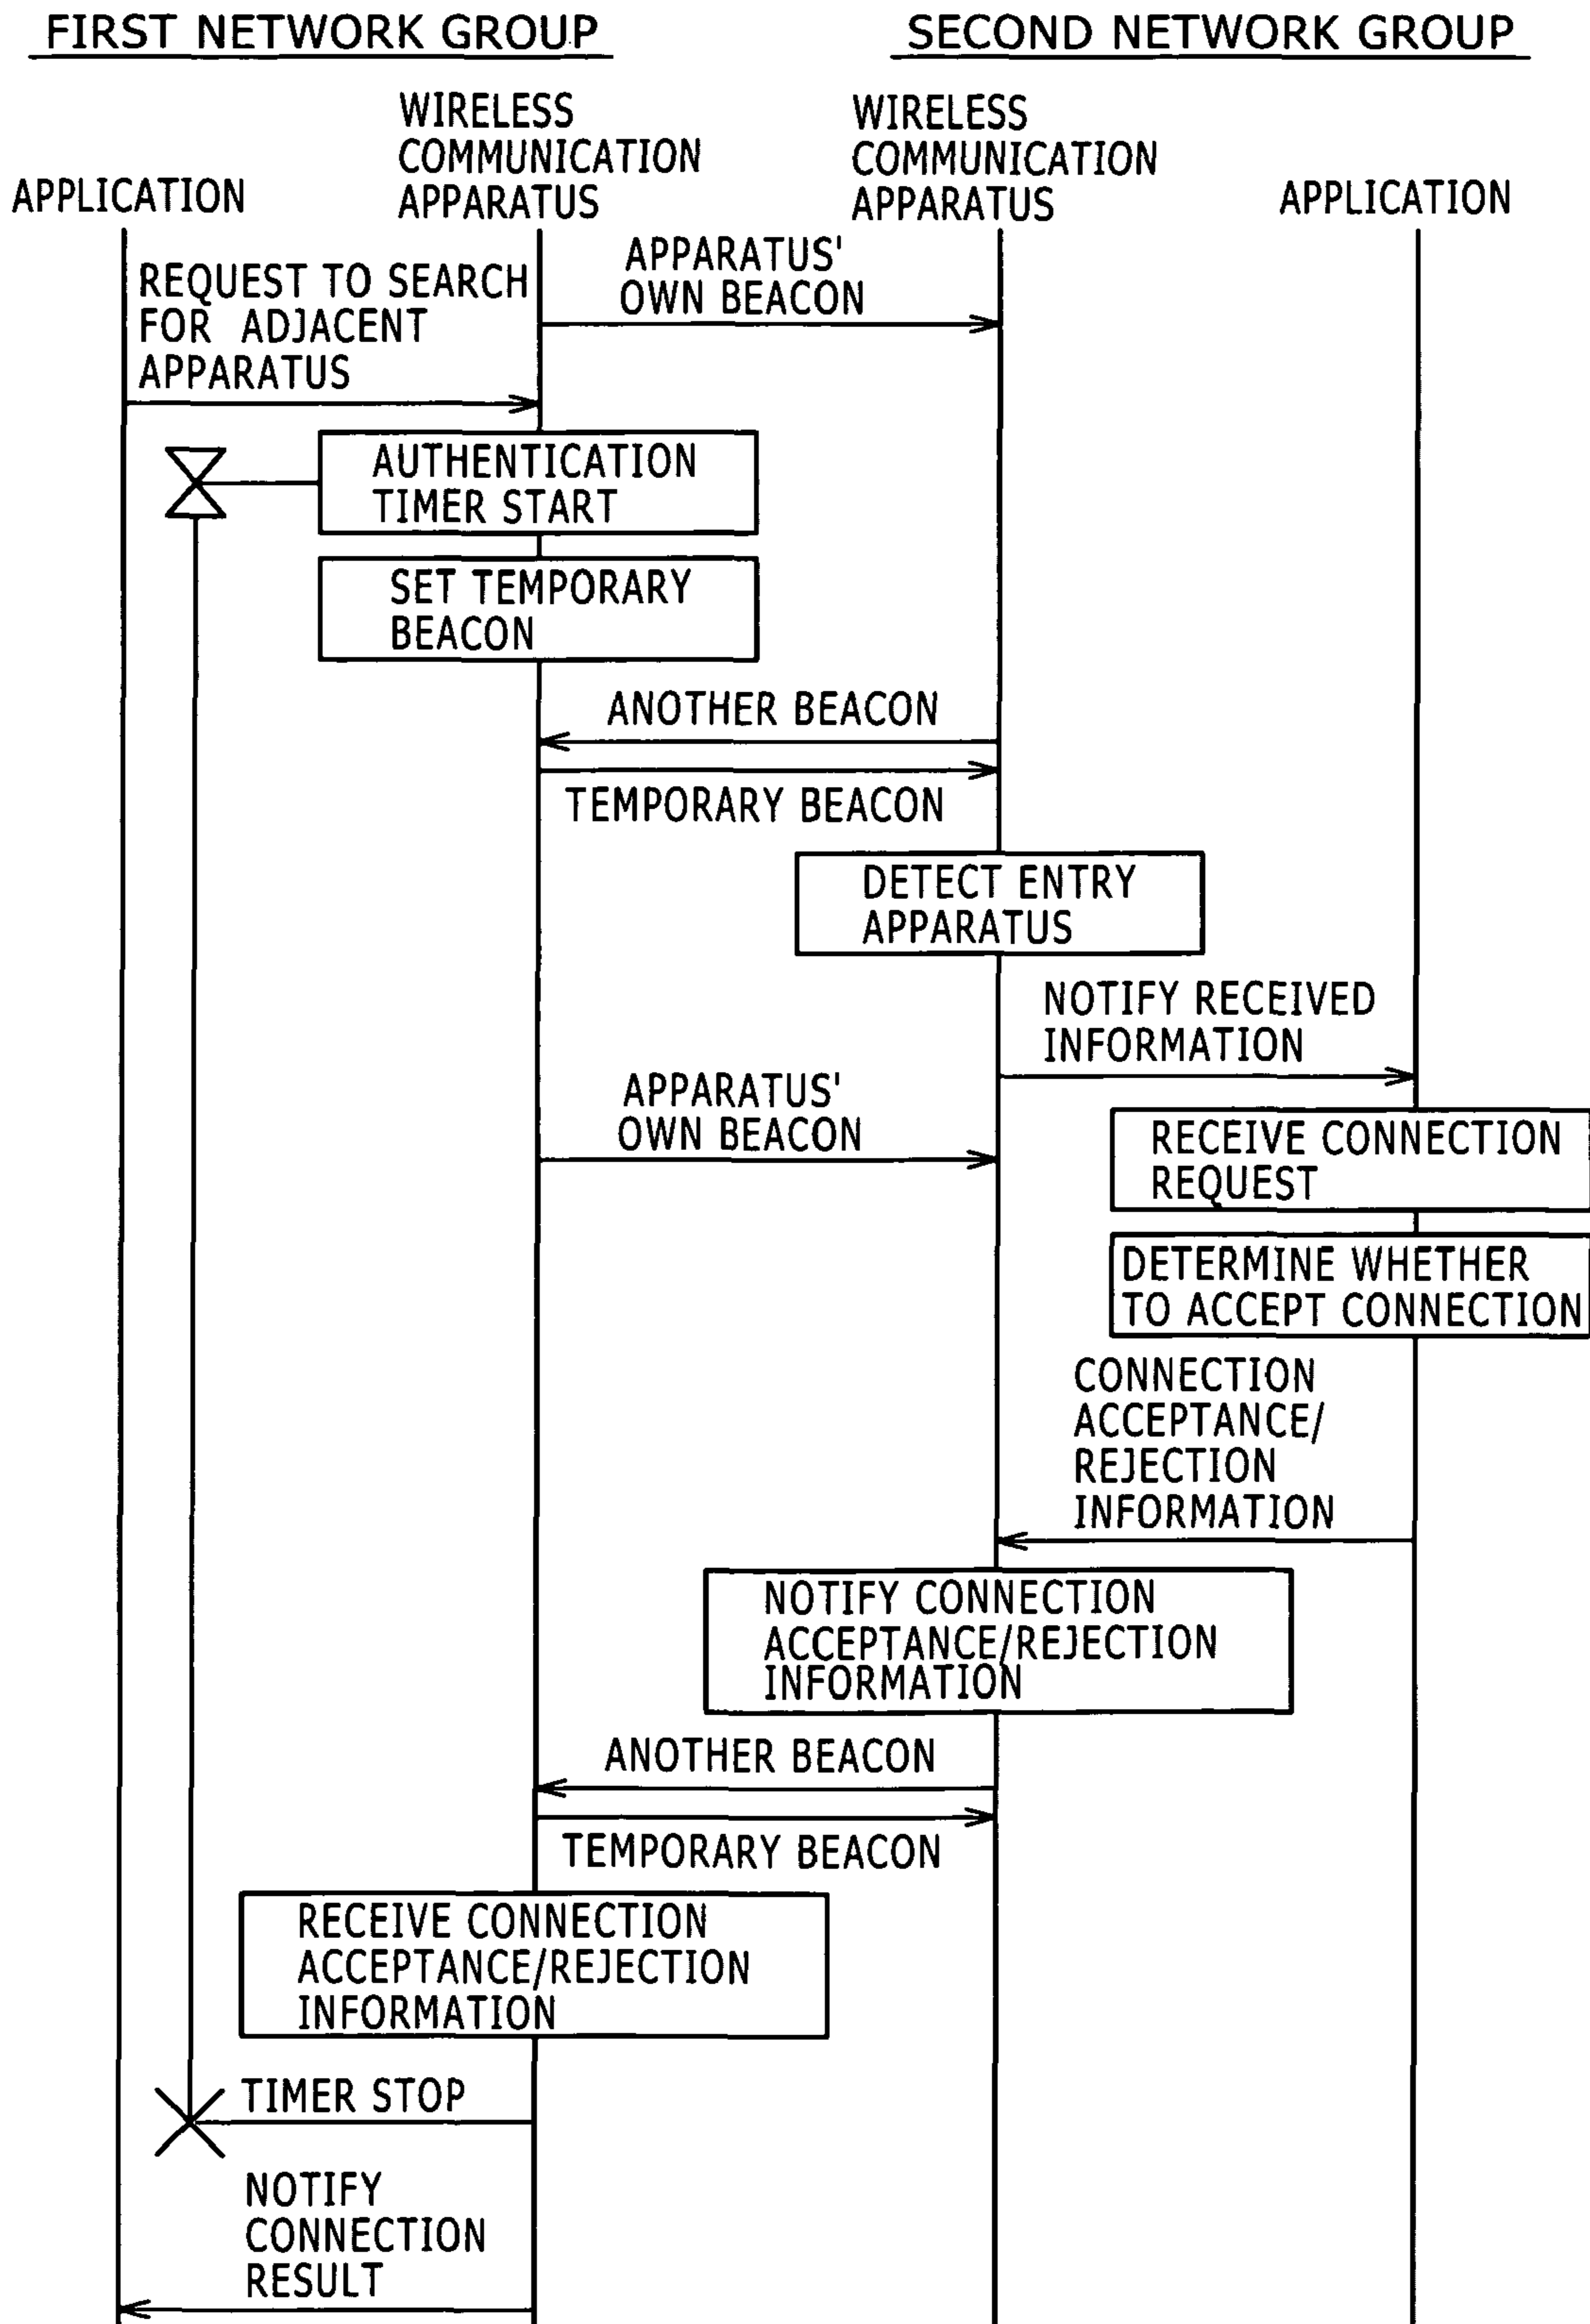 FIRST NETWORK GROUP
SECOND NETWORK GROUP
APPLICATION
WIRELESS
COMMUNICATION
APPARATUS
WIRELESS
COMMUNICATION
APPARATUS
APPLICATION
REQUEST TO SEARCH
FOR ADJACENT
APPARATUS
APPARATUS'
OWN BEACON
AUTHENTICATION
TIMER START
SET TEMPORARY
BEACON
ANOTHER BEACON
TEMPORARY BEACON
DETECT ENTRY
APPARATUS
NOTIFY RECEIVED
INFORMATION
APPARATUS'
OWN BEACON
RECEIVE CONNECTION
REQUEST
DETERMINE WHETHER
TO ACCEPT CONNECTION
CONNECTION
ACCEPTANCE/
REJECTION
INFORMATION
NOTIFY CONNECTION
ACCEPTANCE/REJECTION
INFORMATION
ANOTHER BEACON
TEMPORARY BEACON
RECEIVE CONNECTION
ACCEPTANCE/REJECTION
INFORMATION
TIMER STOP
NOTIFY
CONNECTION
RESULT